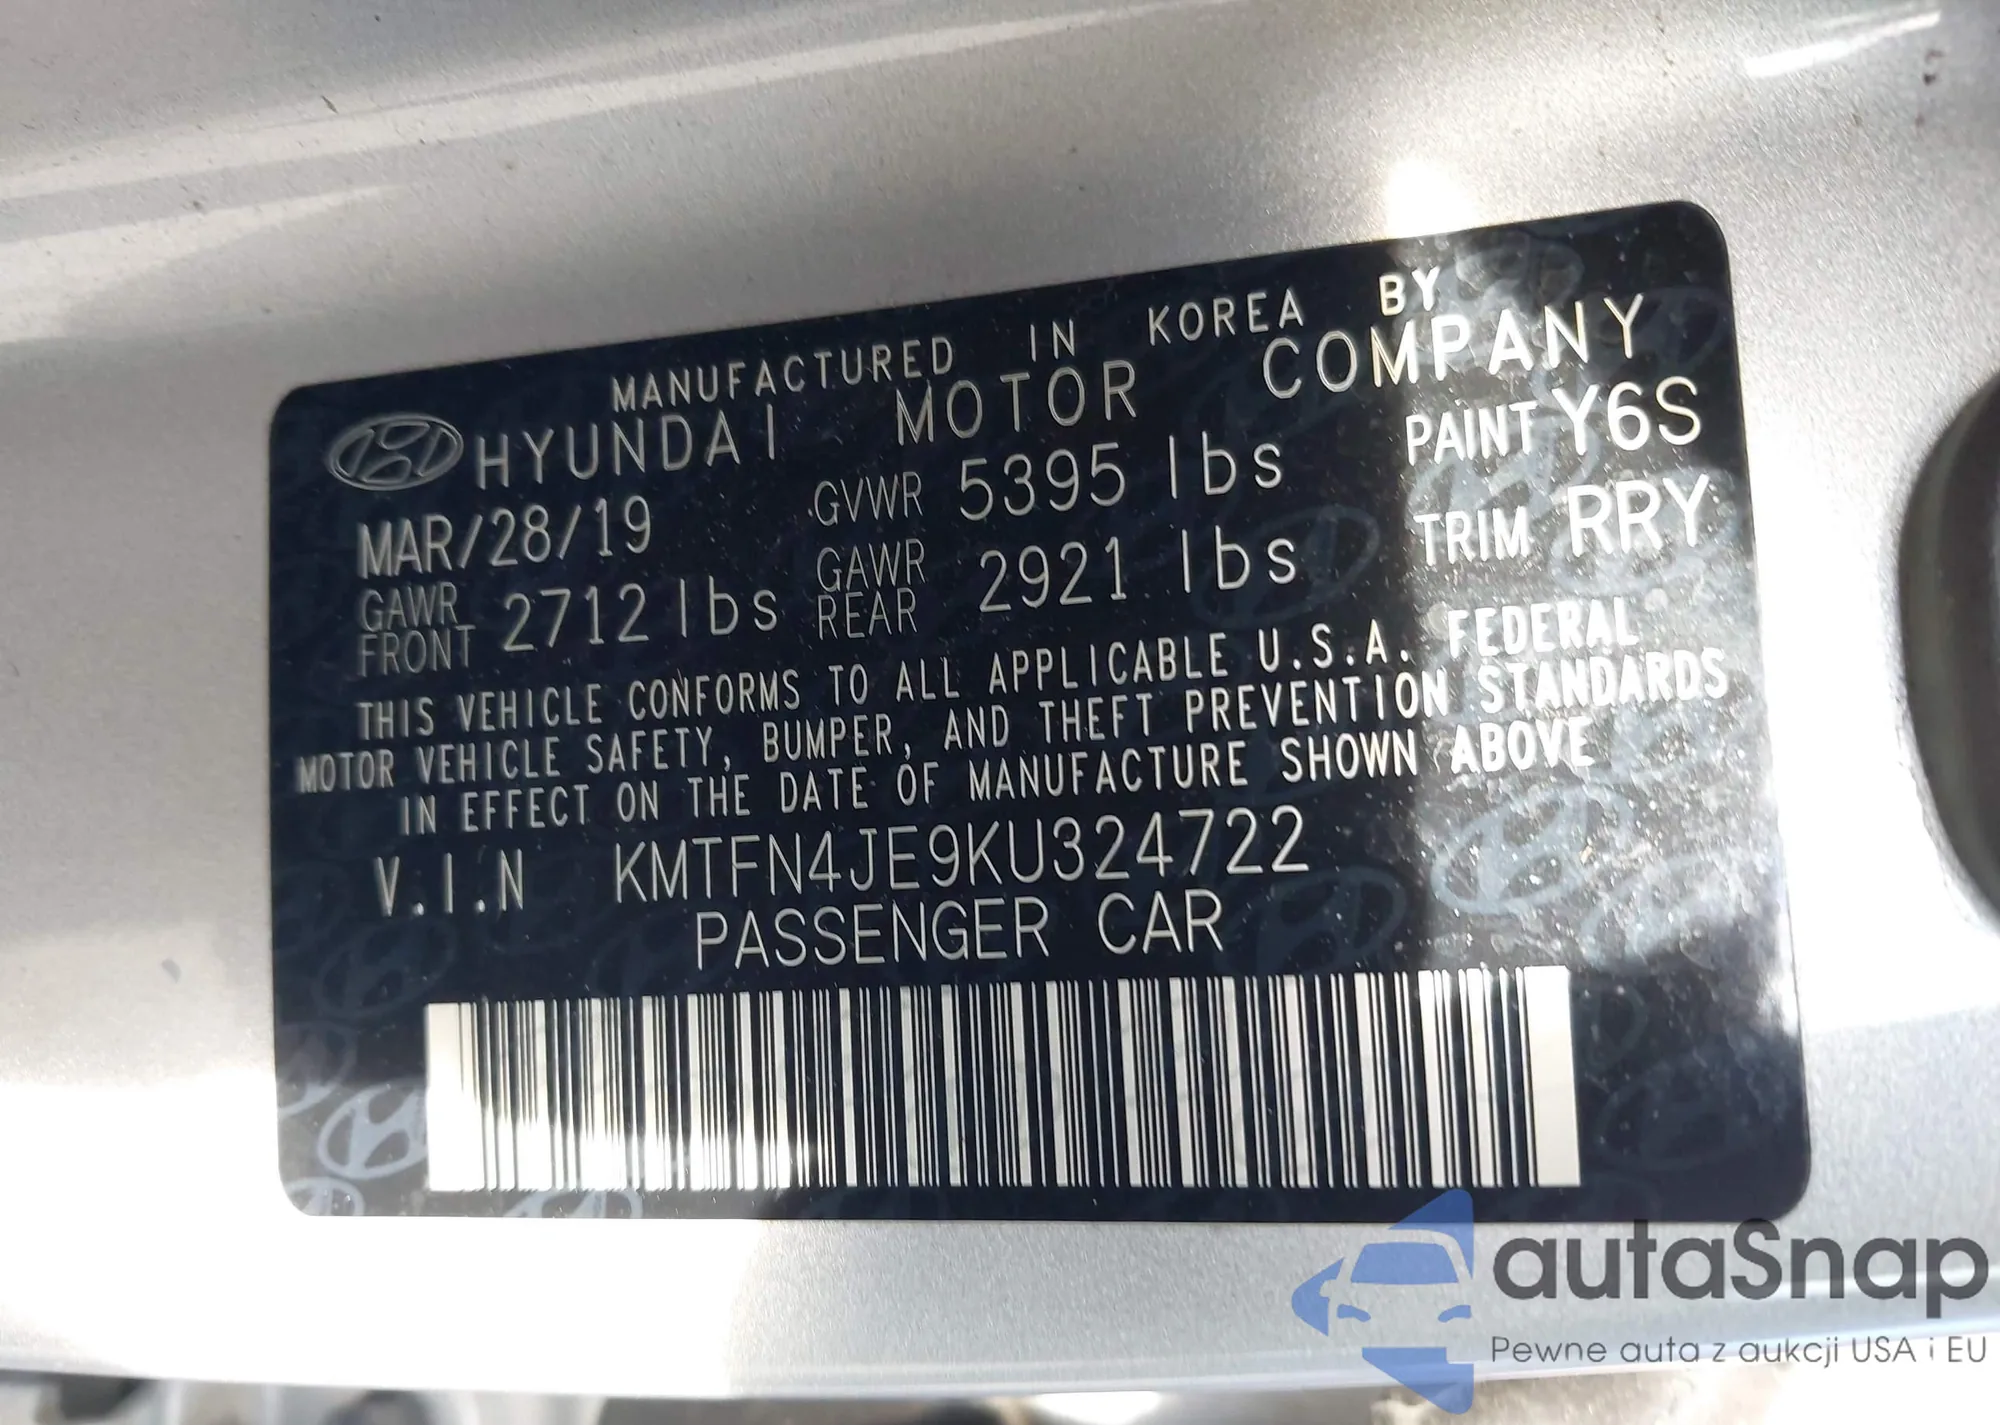 MANUFACTURED IN KOREA BY
HYUNDAI MOTOR COMPANY
MAR/28/19 GVWR 5395 lbs PAINT Y6S
GAWR FRONT 2712 lbs GAWR REAR 2921 lbs TRIM RRY
THIS VEHICLE CONFORMS TO ALL APPLICABLE U.S.A. FEDERAL
MOTOR VEHICLE SAFETY, BUMPER, AND THEFT PREVENTION STANDARDS
IN EFFECT ON THE DATE OF MANUFACTURE SHOWN ABOVE
V.I.N KMTFN4JE9KU324722
PASSENGER CAR
autaSnap
Pewne auta z aukcji USA i EU